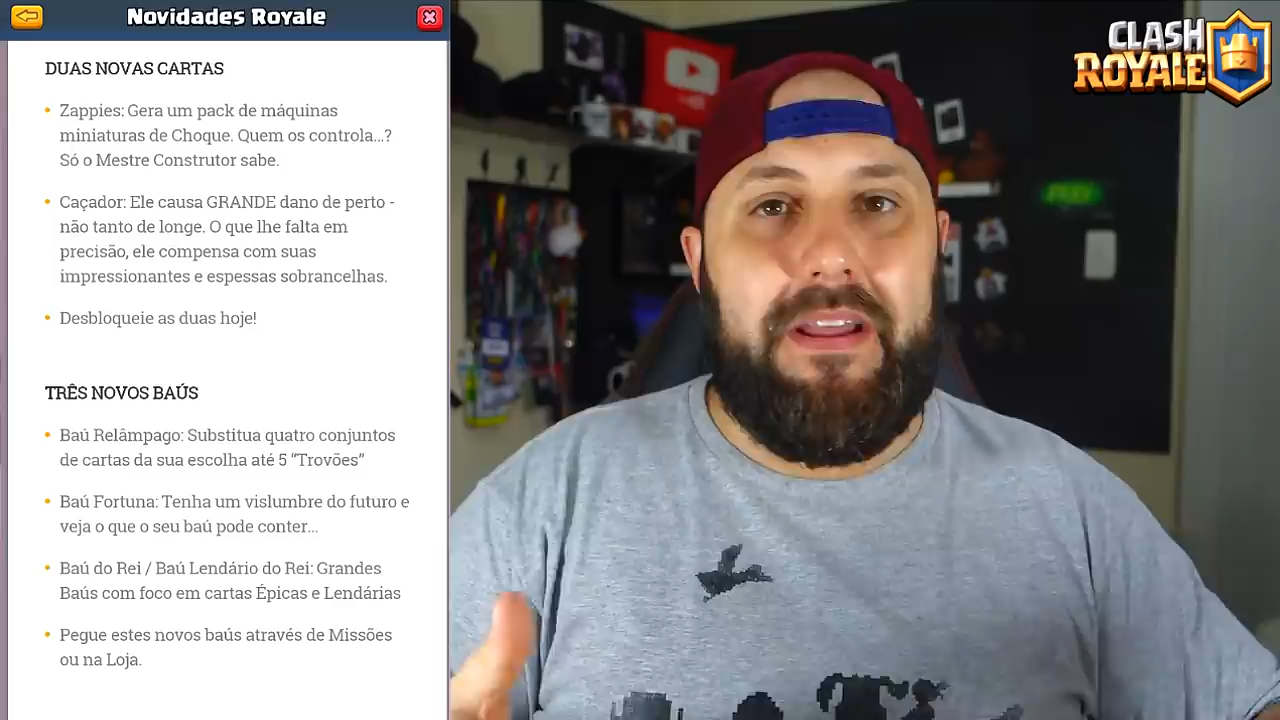 Novidades Royale
DUAS NOVAS CARTAS
• Zappies: Gera um pack de máquinas
miniaturas de Choque. Quem os controla...?
Só o Mestre Construtor sabe.
• Caçador: Ele causa GRANDE dano de perto -
não tanto de longe. O que lhe falta em
precisão, ele compensa com suas
impressionantes e espessas sobrancelhas.
• Desbloqueie as duas hoje!
TRÊS NOVOS BAÚS
• Baú Relâmpago: Substitua quatro conjuntos
de cartas da sua escolha até 5 “Trovões”
• Baú Fortuna: Tenha um vislumbre do futuro e
veja o que o seu baú pode conter...
• Baú do Rei / Baú Lendário do Rei: Grandes
Baús com foco em cartas Épicas e Lendárias
• Pegue estes novos baús através de Missões
ou na Loja.
CLASH
ROYALE